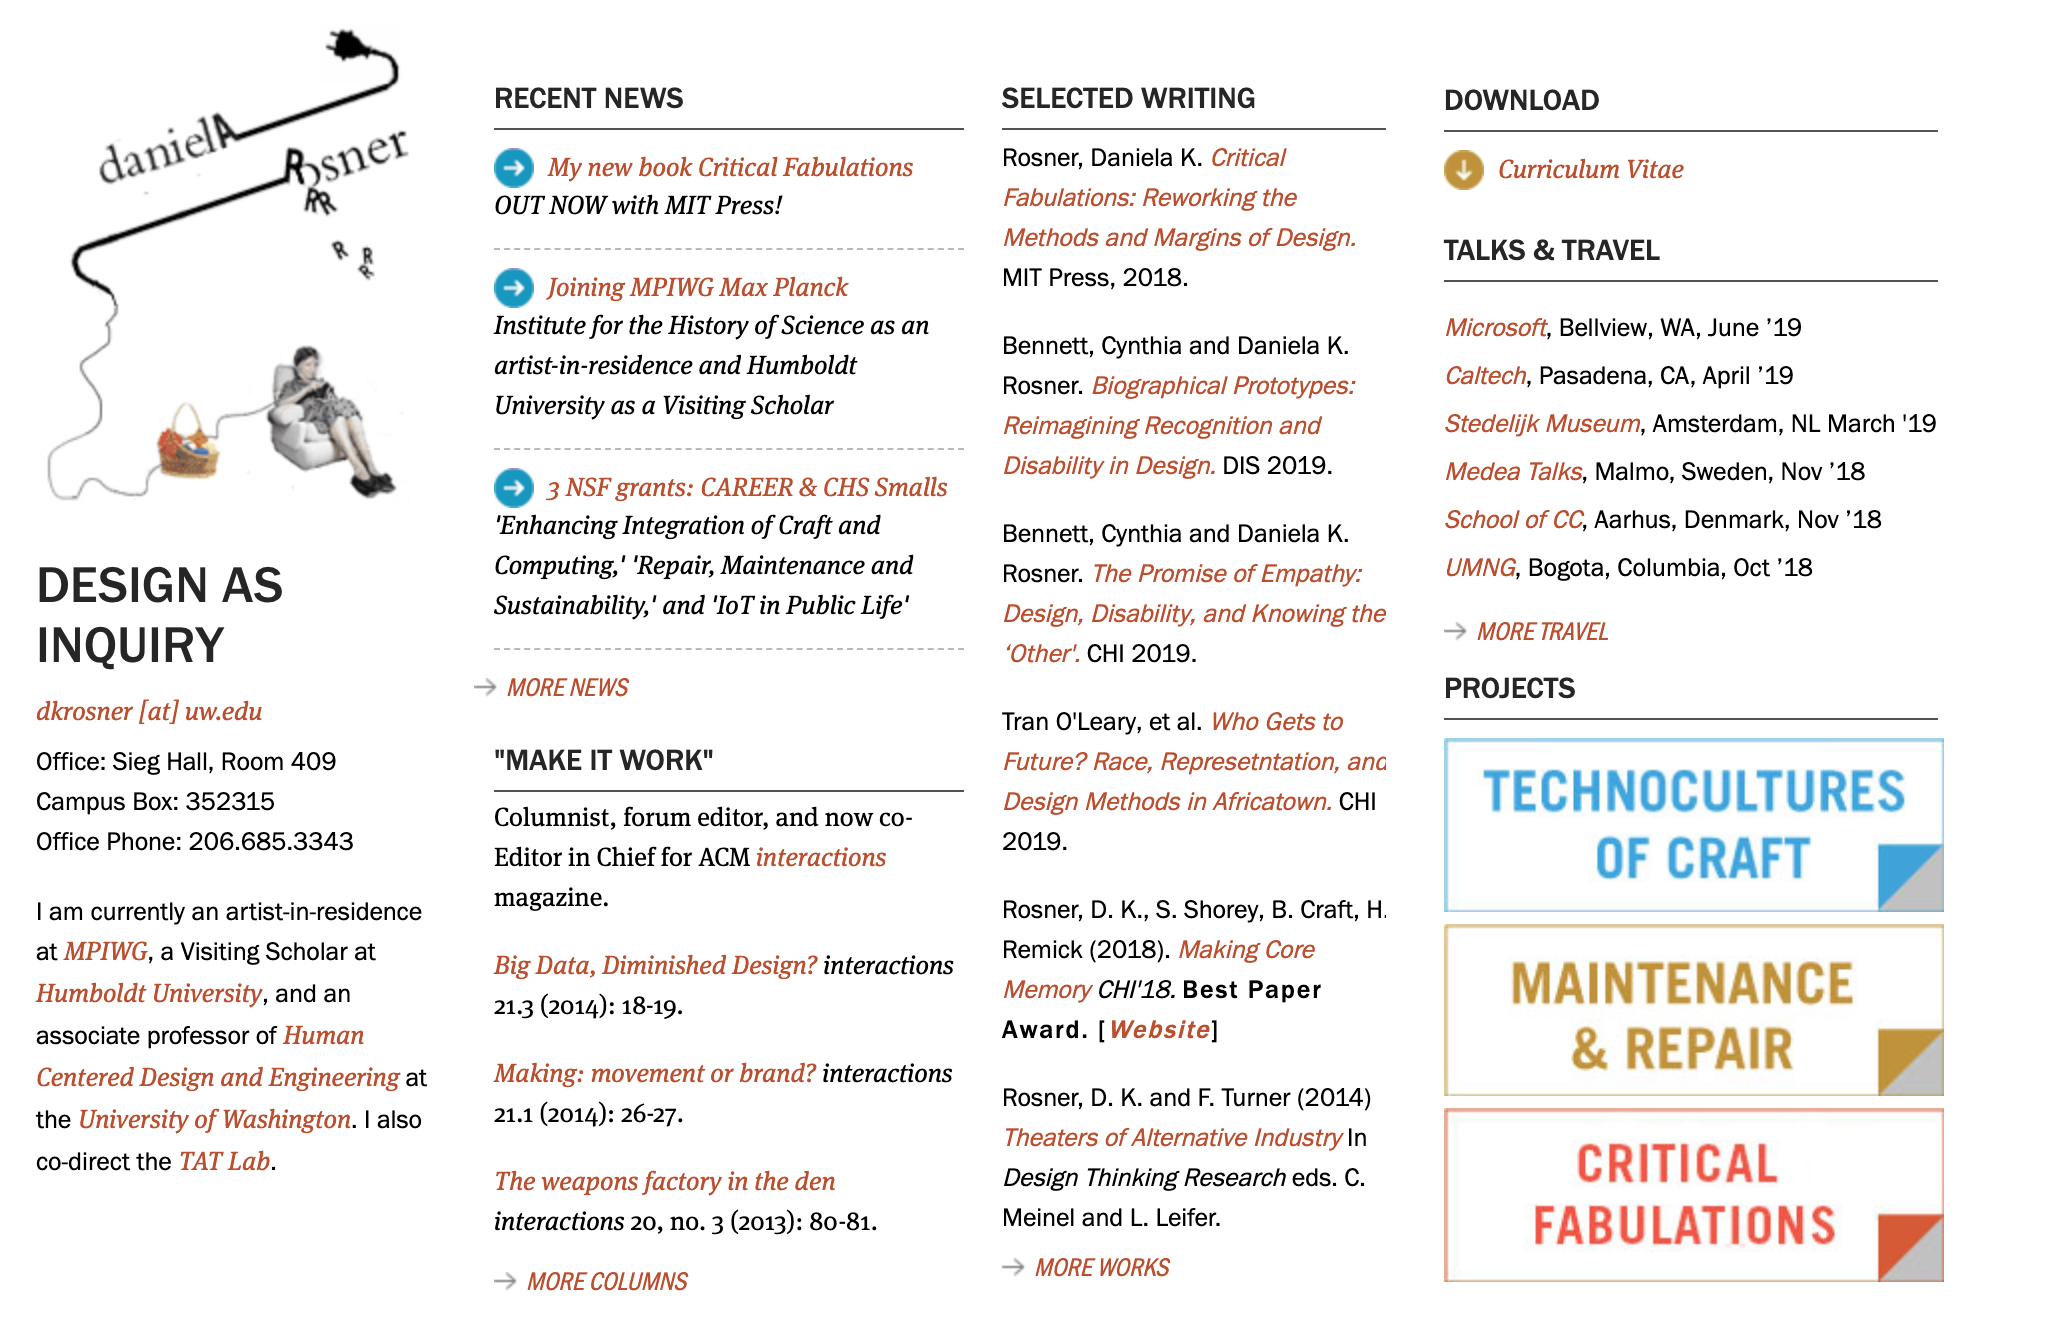 danielA
Rosner
R
RR
R
R
R
DESIGN AS
INQUIRY
dkrosner [at] uw.edu
Office: Sieg Hall, Room 409
Campus Box: 352315
Office Phone: 206.685.3343
I am currently an artist-in-residence
at MPIWG, a Visiting Scholar at
Humboldt University, and an
associate professor of Human
Centered Design and Engineering at
the University of Washington. I also
co-direct the TAT Lab.
RECENT NEWS
My new book Critical Fabulations
OUT NOW with MIT Press!
Joining MPIWG Max Planck
Institute for the History of Science as an
artist-in-residence and Humboldt
University as a Visiting Scholar
3 NSF grants: CAREER & CHS Smalls
'Enhancing Integration of Craft and
Computing,' 'Repair, Maintenance and
Sustainability,' and 'IoT in Public Life'
→ MORE NEWS
"MAKE IT WORK"
Columnist, forum editor, and now co-
Editor in Chief for ACM interactions
magazine.
Big Data, Diminished Design? interactions
21.3 (2014): 18-19.
Making: movement or brand? interactions
21.1 (2014): 26-27.
The weapons factory in the den
interactions 20, no. 3 (2013): 80-81.
→ MORE COLUMNS
SELECTED WRITING
Rosner, Daniela K. Critical
Fabulations: Reworking the
Methods and Margins of Design.
MIT Press, 2018.
Bennett, Cynthia and Daniela K.
Rosner. Biographical Prototypes:
Reimagining Recognition and
Disability in Design. DIS 2019.
Bennett, Cynthia and Daniela K.
Rosner. The Promise of Empathy:
Design, Disability, and Knowing the
‘Other'. CHI 2019.
Tran O'Leary, et al. Who Gets to
Future? Race, Represetntation, and
Design Methods in Africatown. CHI
2019.
Rosner, D. K., S. Shorey, B. Craft, H.
Remick (2018). Making Core
Memory CHI'18. Best Paper
Award. [Website]
Rosner, D. K. and F. Turner (2014)
Theaters of Alternative Industry In
Design Thinking Research eds. C.
Meinel and L. Leifer.
→ MORE WORKS
DOWNLOAD
Curriculum Vitae
TALKS & TRAVEL
Microsoft, Bellview, WA, June ’19
Caltech, Pasadena, CA, April ’19
Stedelijk Museum, Amsterdam, NL March '19
Medea Talks, Malmo, Sweden, Nov ’18
School of CC, Aarhus, Denmark, Nov ’18
UMNG, Bogota, Columbia, Oct ’18
→ MORE TRAVEL
PROJECTS
TECHNOCULTURES
OF CRAFT
MAINTENANCE
& REPAIR
CRITICAL
FABULATIONS